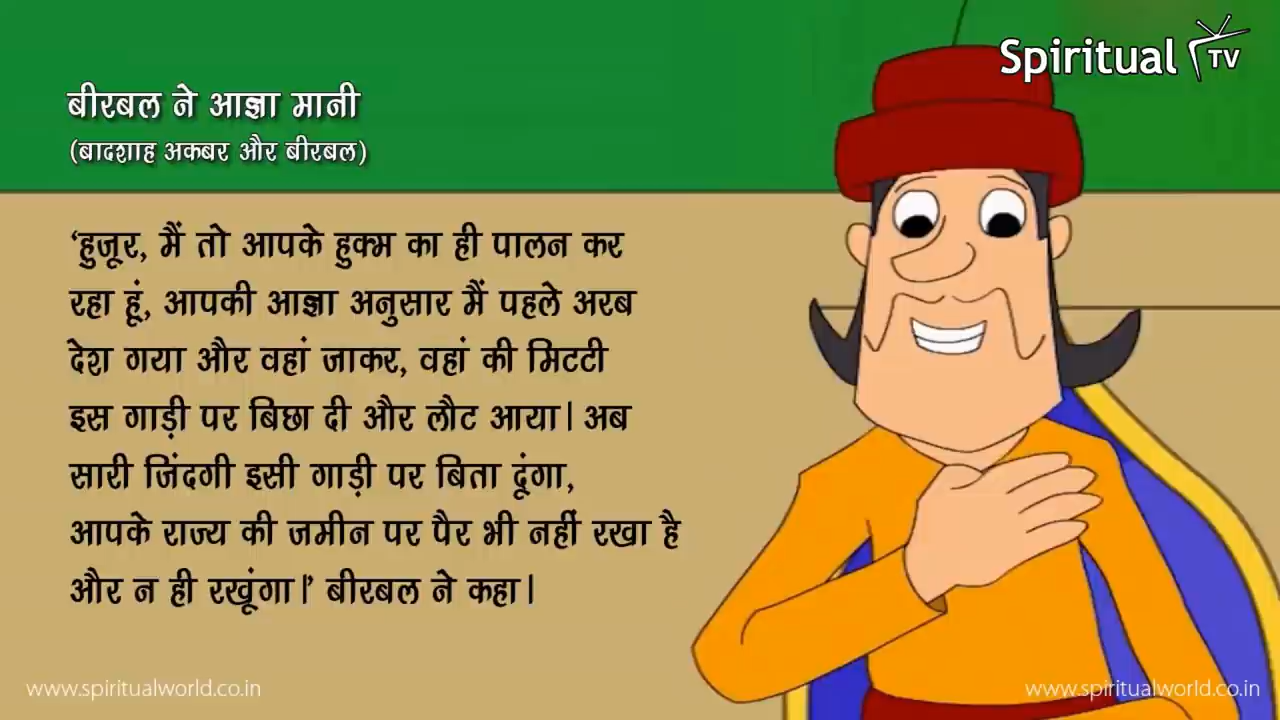 Spiritual TV
बीरबल ने आज्ञा मानी
(बादशाह अकबर और बीरबल)
‘हुजूर, मैं तो आपके हुक्म का ही पालन कर
रहा हूं, आपकी आज्ञा अनुसार मैं पहले अरब
देश गया और वहां जाकर, वहां की मिटटी
इस गाड़ी पर बिछा दी और लौट आया। अब
सारी जिंदगी इसी गाड़ी पर बिता दूंगा,
आपके राज्य की जमीन पर पैर भी नहीं रखा है
और न ही रखूंगा।’ बीरबल ने कहा।
www.spiritualworld.co.in
www.spiritualworld.co.in